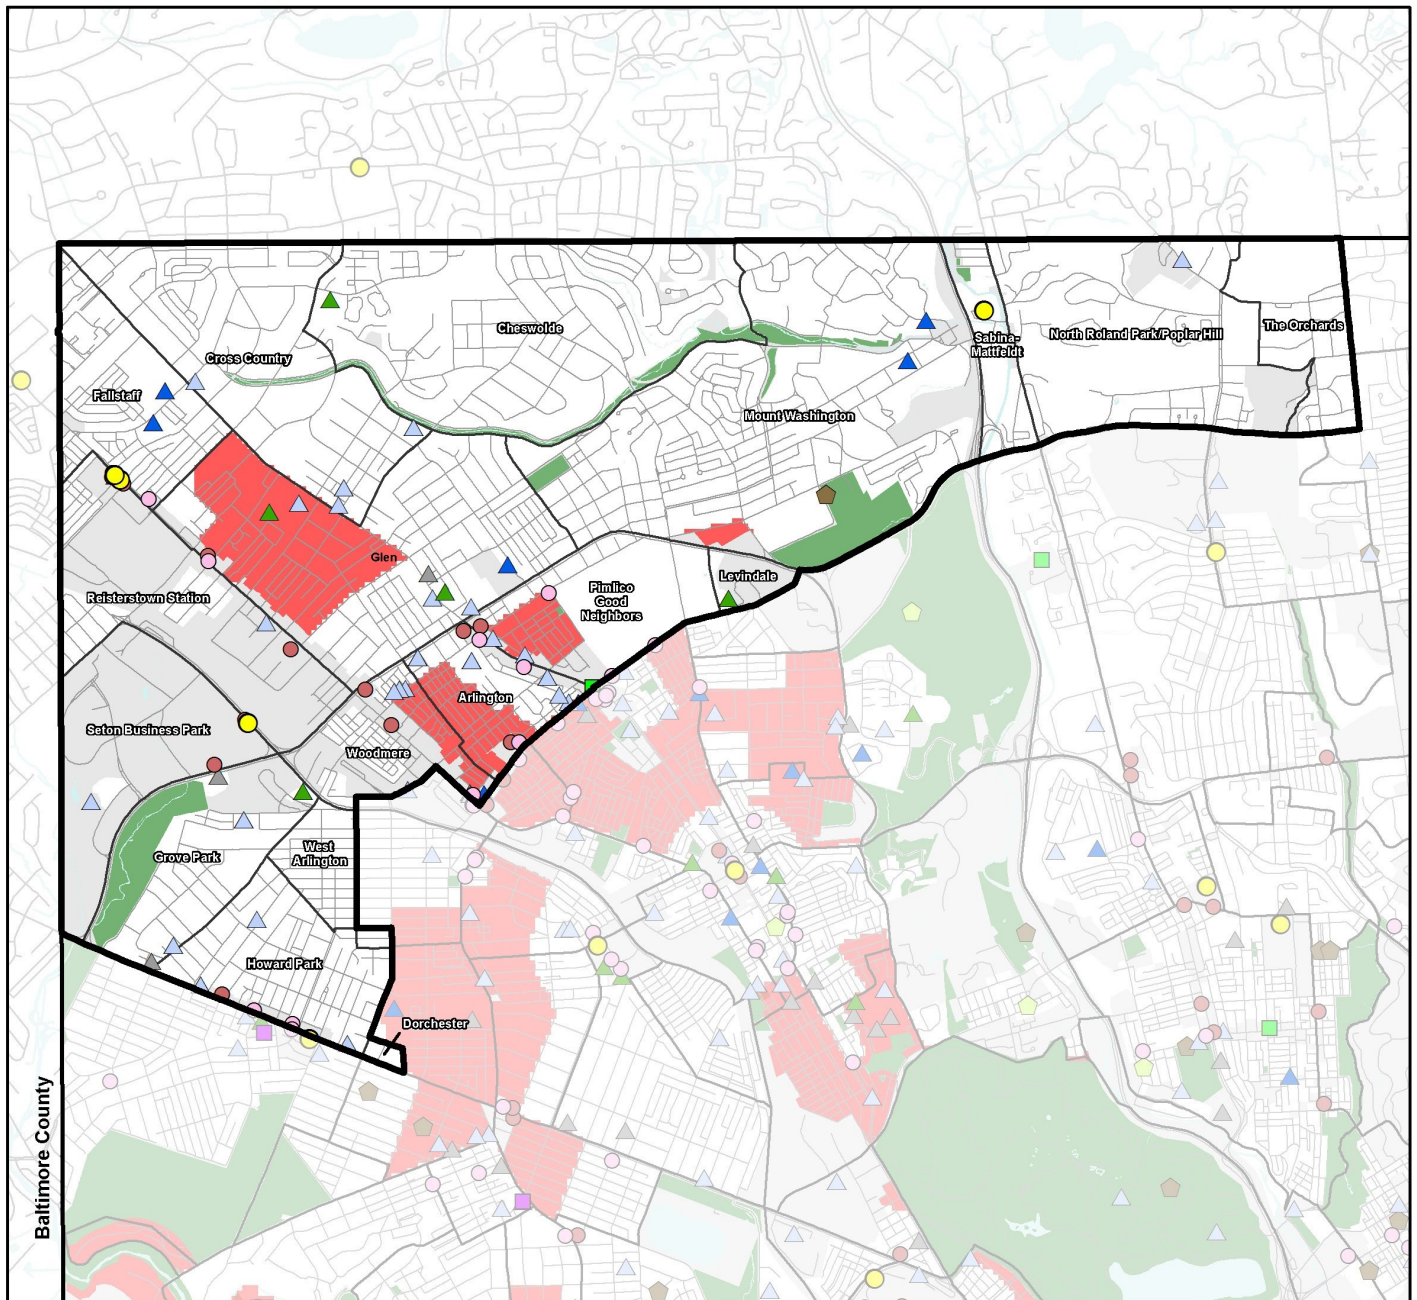 Cheswolde
Sabina-
Mattfeldt
North Roland Park/Poplar Hill
The Orchards
Cross Country
Fallstaff
Mount Washington
Glen
Levindale
Pimlico
Good
Neighbors
Reisterstown Station
Arlington
Seton Business Park
Woodmere
West
Arlington
Grove Park
Howard Park
Dorchester
Baltimore County